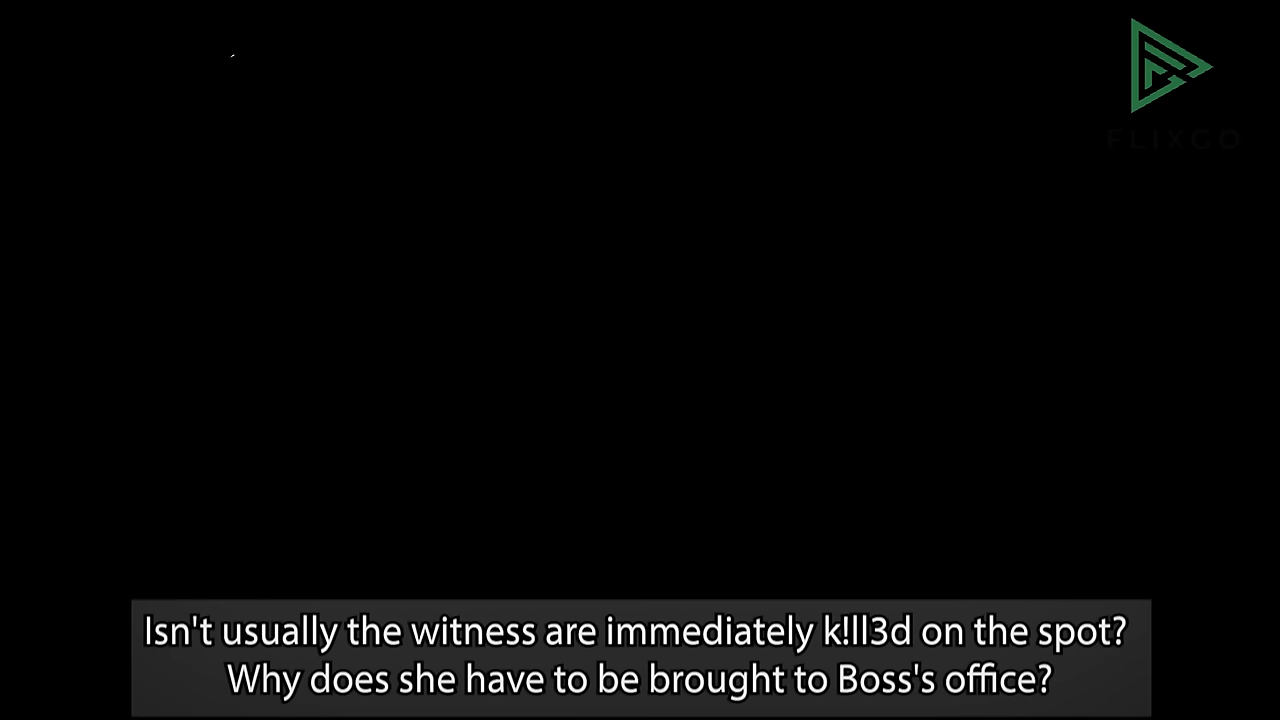 FLIXGO
Isn't usually the witness are immediately k!ll3d on the spot?
Why does she have to be brought to Boss's office?